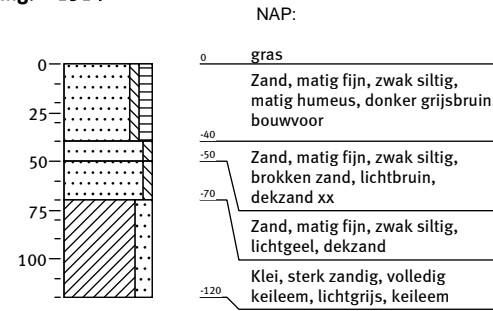 NAP:
0
gras
0
Zand, matig fijn, zwak siltig,
matig humeus, donker grijsbruin,
bouwvoor
25
-40
50
-50
Zand, matig fijn, zwak siltig,
brokken zand, lichtbruin,
dekzand xx
75
-70
Zand, matig fijn, zwak siltig,
lichtgeel, dekzand
100
-120
Klei, sterk zandig, volledig
keileem, lichtgrijs, keileem